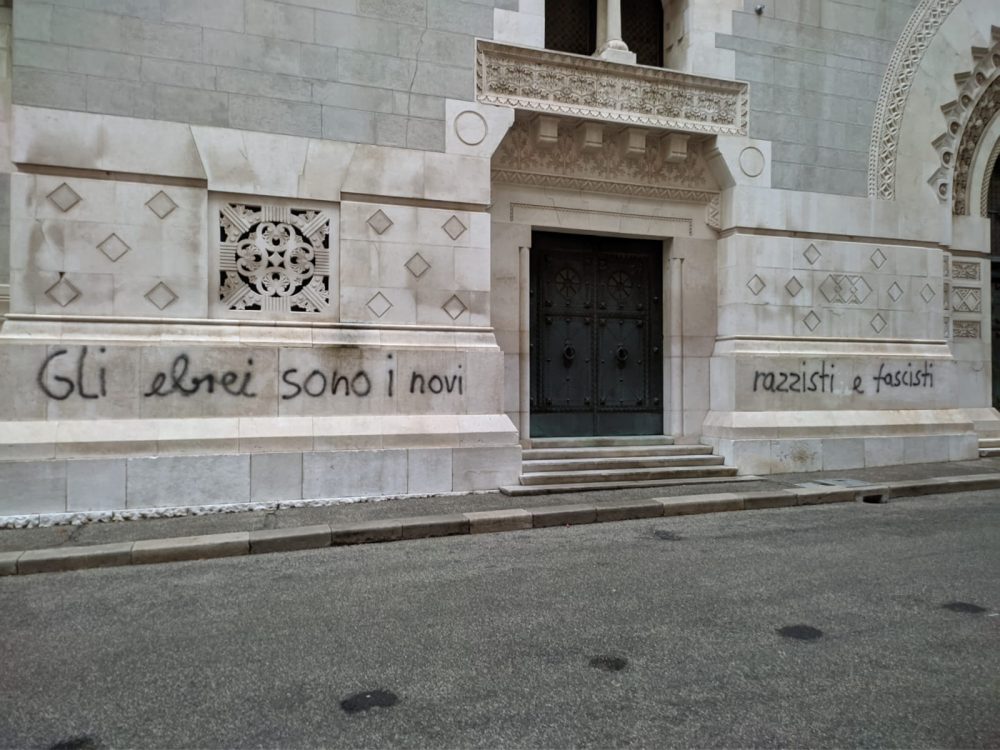 Gli ebrei sono i novi
razzisti e fascisti